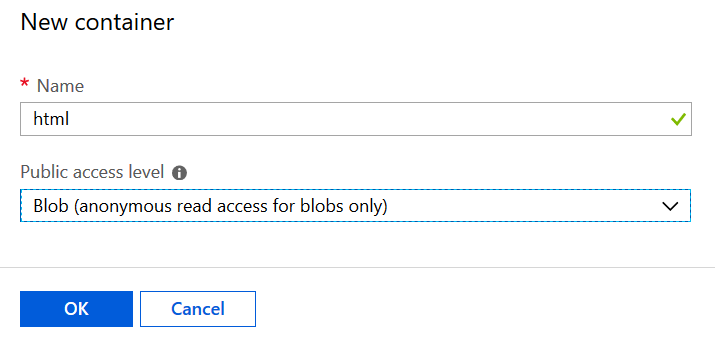 New container
* Name
html
Public access level
Blob (anonymous read access for blobs only)
OK Cancel